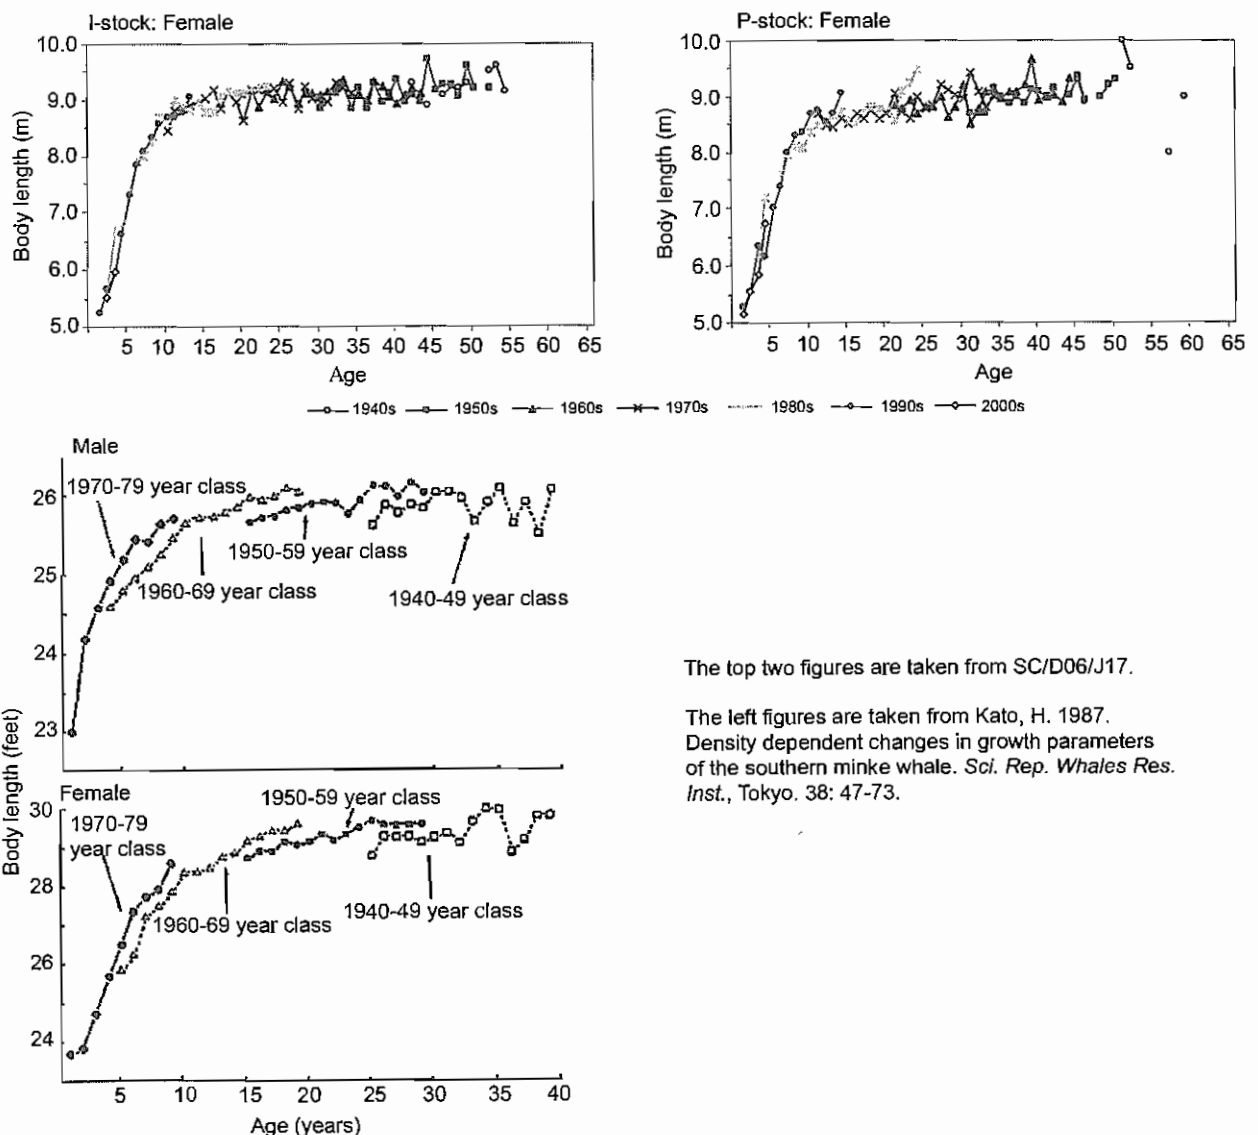 I-stock: Female
10.0
9.0
8.0
7.0
6.0
5.0
Body length (m)
5 10 15 20 25 30 35 40 45 50 55 60 65
Age
P-stock: Female
10.0
9.0
8.0
7.0
6.0
5.0
Body length (m)
5 10 15 20 25 30 35 40 45 55 60 65
Age
1940s 1950s 1960s 1970s 1980s 1990s 2000s
Male
1970-79 year class
26
1950-59 year class
25
1960-69 year class
1940-49 year class
24
23
Body length (feet)
Female
1950-59 year class
30
1970-79
year class
28
1940-49 year class
1960-69 year class
26
24
5 10 15 20 25 30 35 40
Age (years)
The top two figures are taken from SC/D06/J17.
The left figures are taken from Kato, H. 1987.
Density dependent changes in growth parameters
of the southern minke whale. Sci. Rep. Whales Res.
Inst., Tokyo. 38: 47-73.